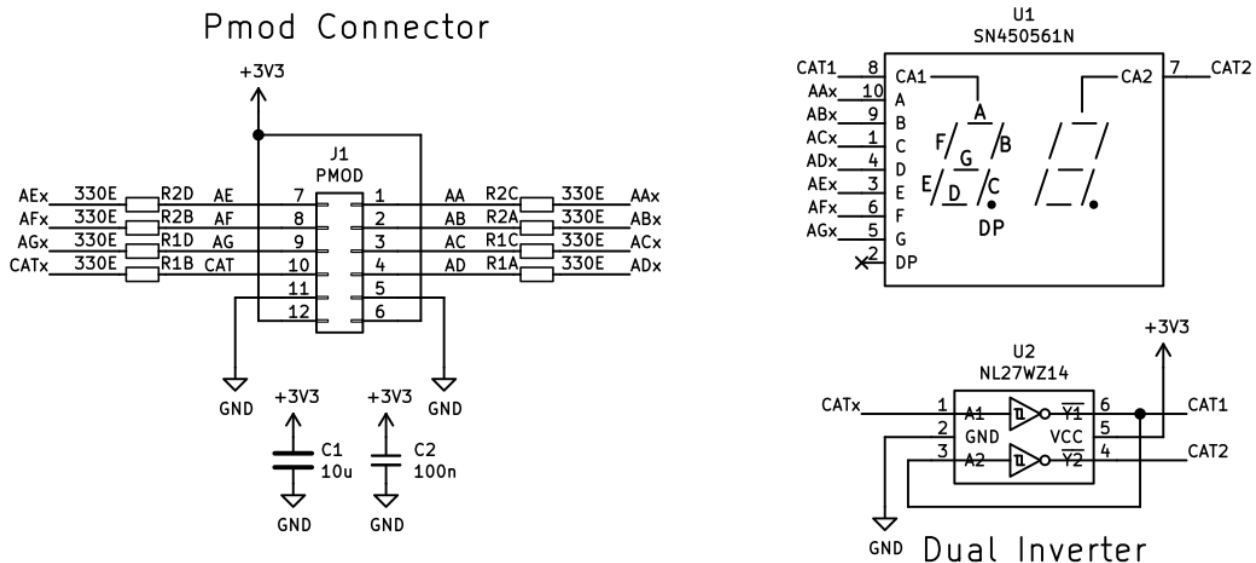 Pmod Connector
+3V3
J1
PMOD
AEx 330E R2D AE 7 1 AA R2C 330E AAx
AFx 330E R2B AF 8 2 AB R2A 330E ABx
AGx 330E R1D AG 9 3 AC R1C 330E ACx
CATx 330E R1B CAT 10 4 AD R1A 330E ADx
11 5
12 6
GND GND
+3V3 +3V3
C1 C2
10u 100n
GND GND
U1
SN450561N
CAT1 8 CA1 CA2 7 CAT2
AAx 10 A
ABx 9 B
ACx 1 C
ADx 4 D
AEx 3 E
AFx 6 F
AGx 5 G
2 DP
A
F B
G
E D C
DP
+3V3
U2
NL27WZ14
CATx 1 A1 Y1 6 CAT1
2 GND VCC 5
3 A2 Y2 4 CAT2
GND
Dual Inverter